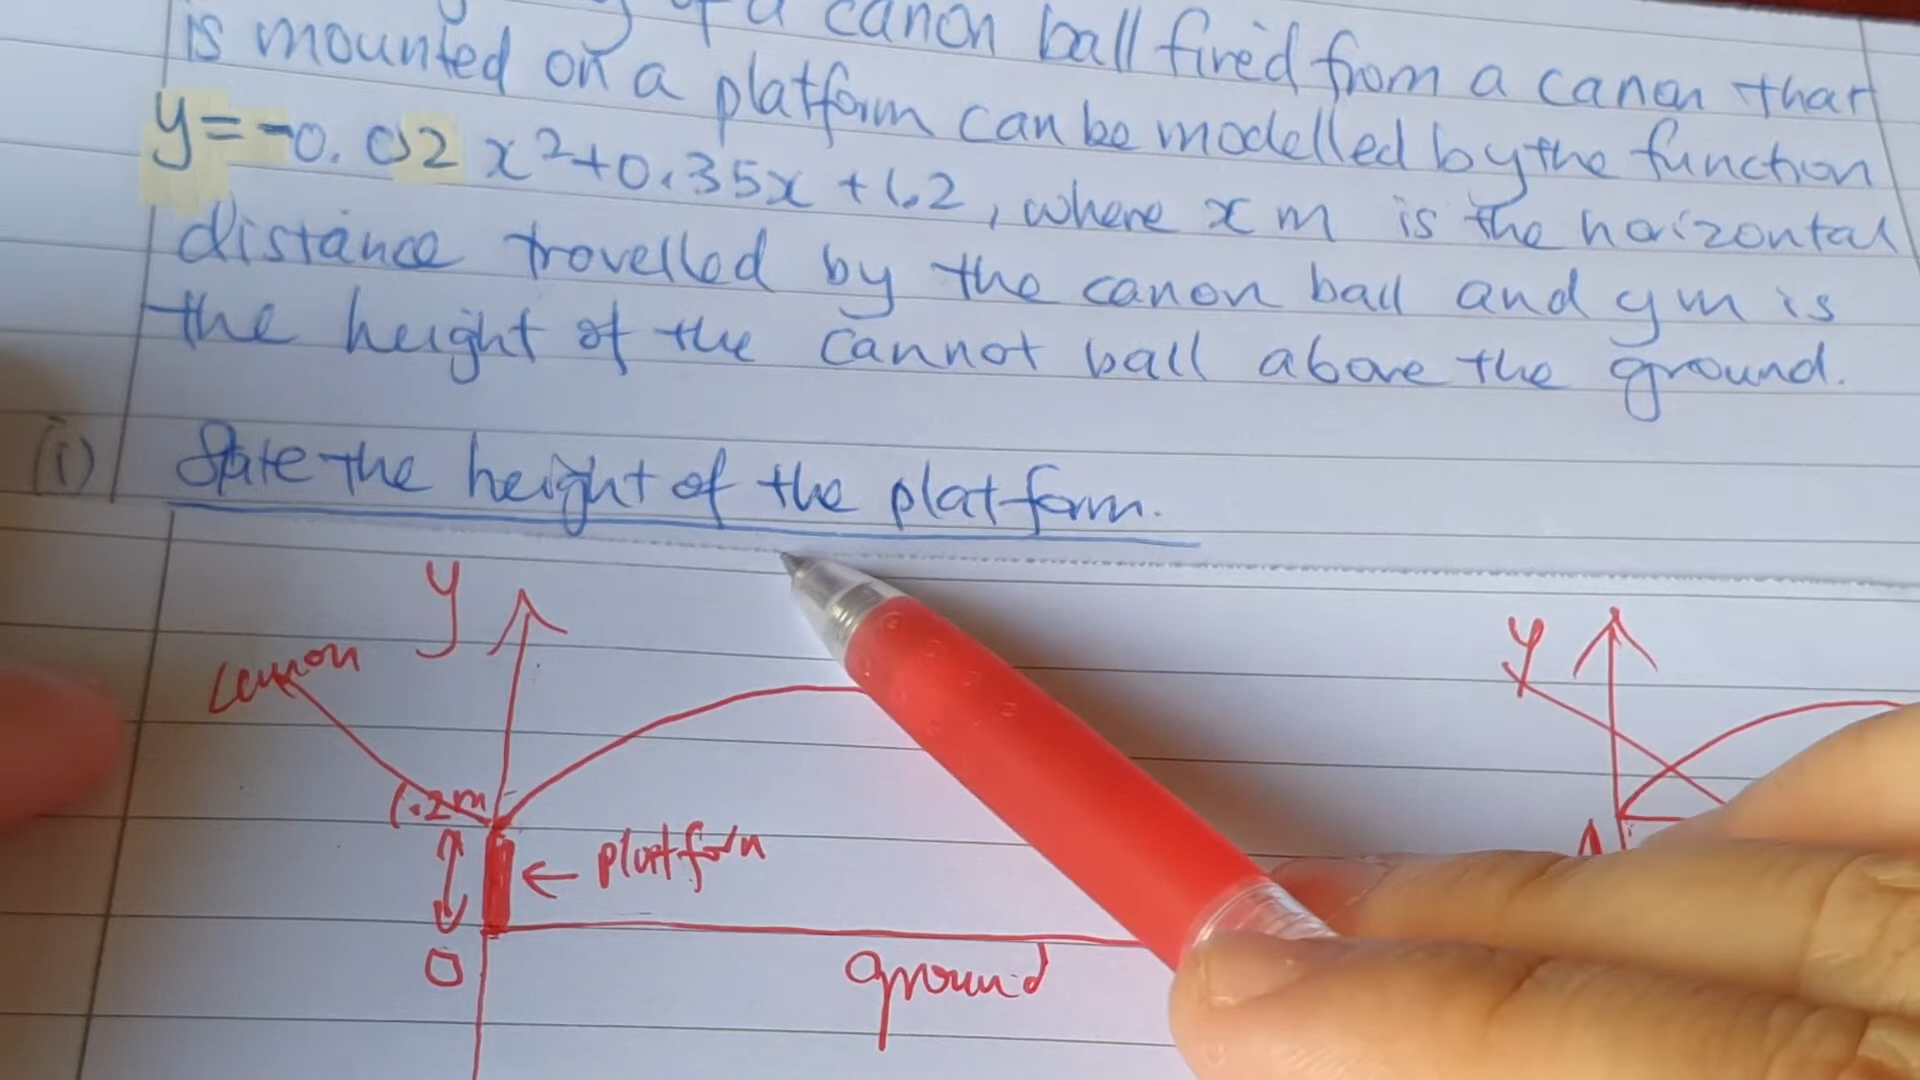 of a canon ball fired from a canon that
is mounted on a platform can be modelled by the function
y=-0.02x²+0.35x+1.2, where x m is the horizontal
distance travelled by the canon ball and y m is
the height of the cannot ball above the ground.
(i) State the height of the platform.
y
canon
1.2m
← platform
0
ground
y